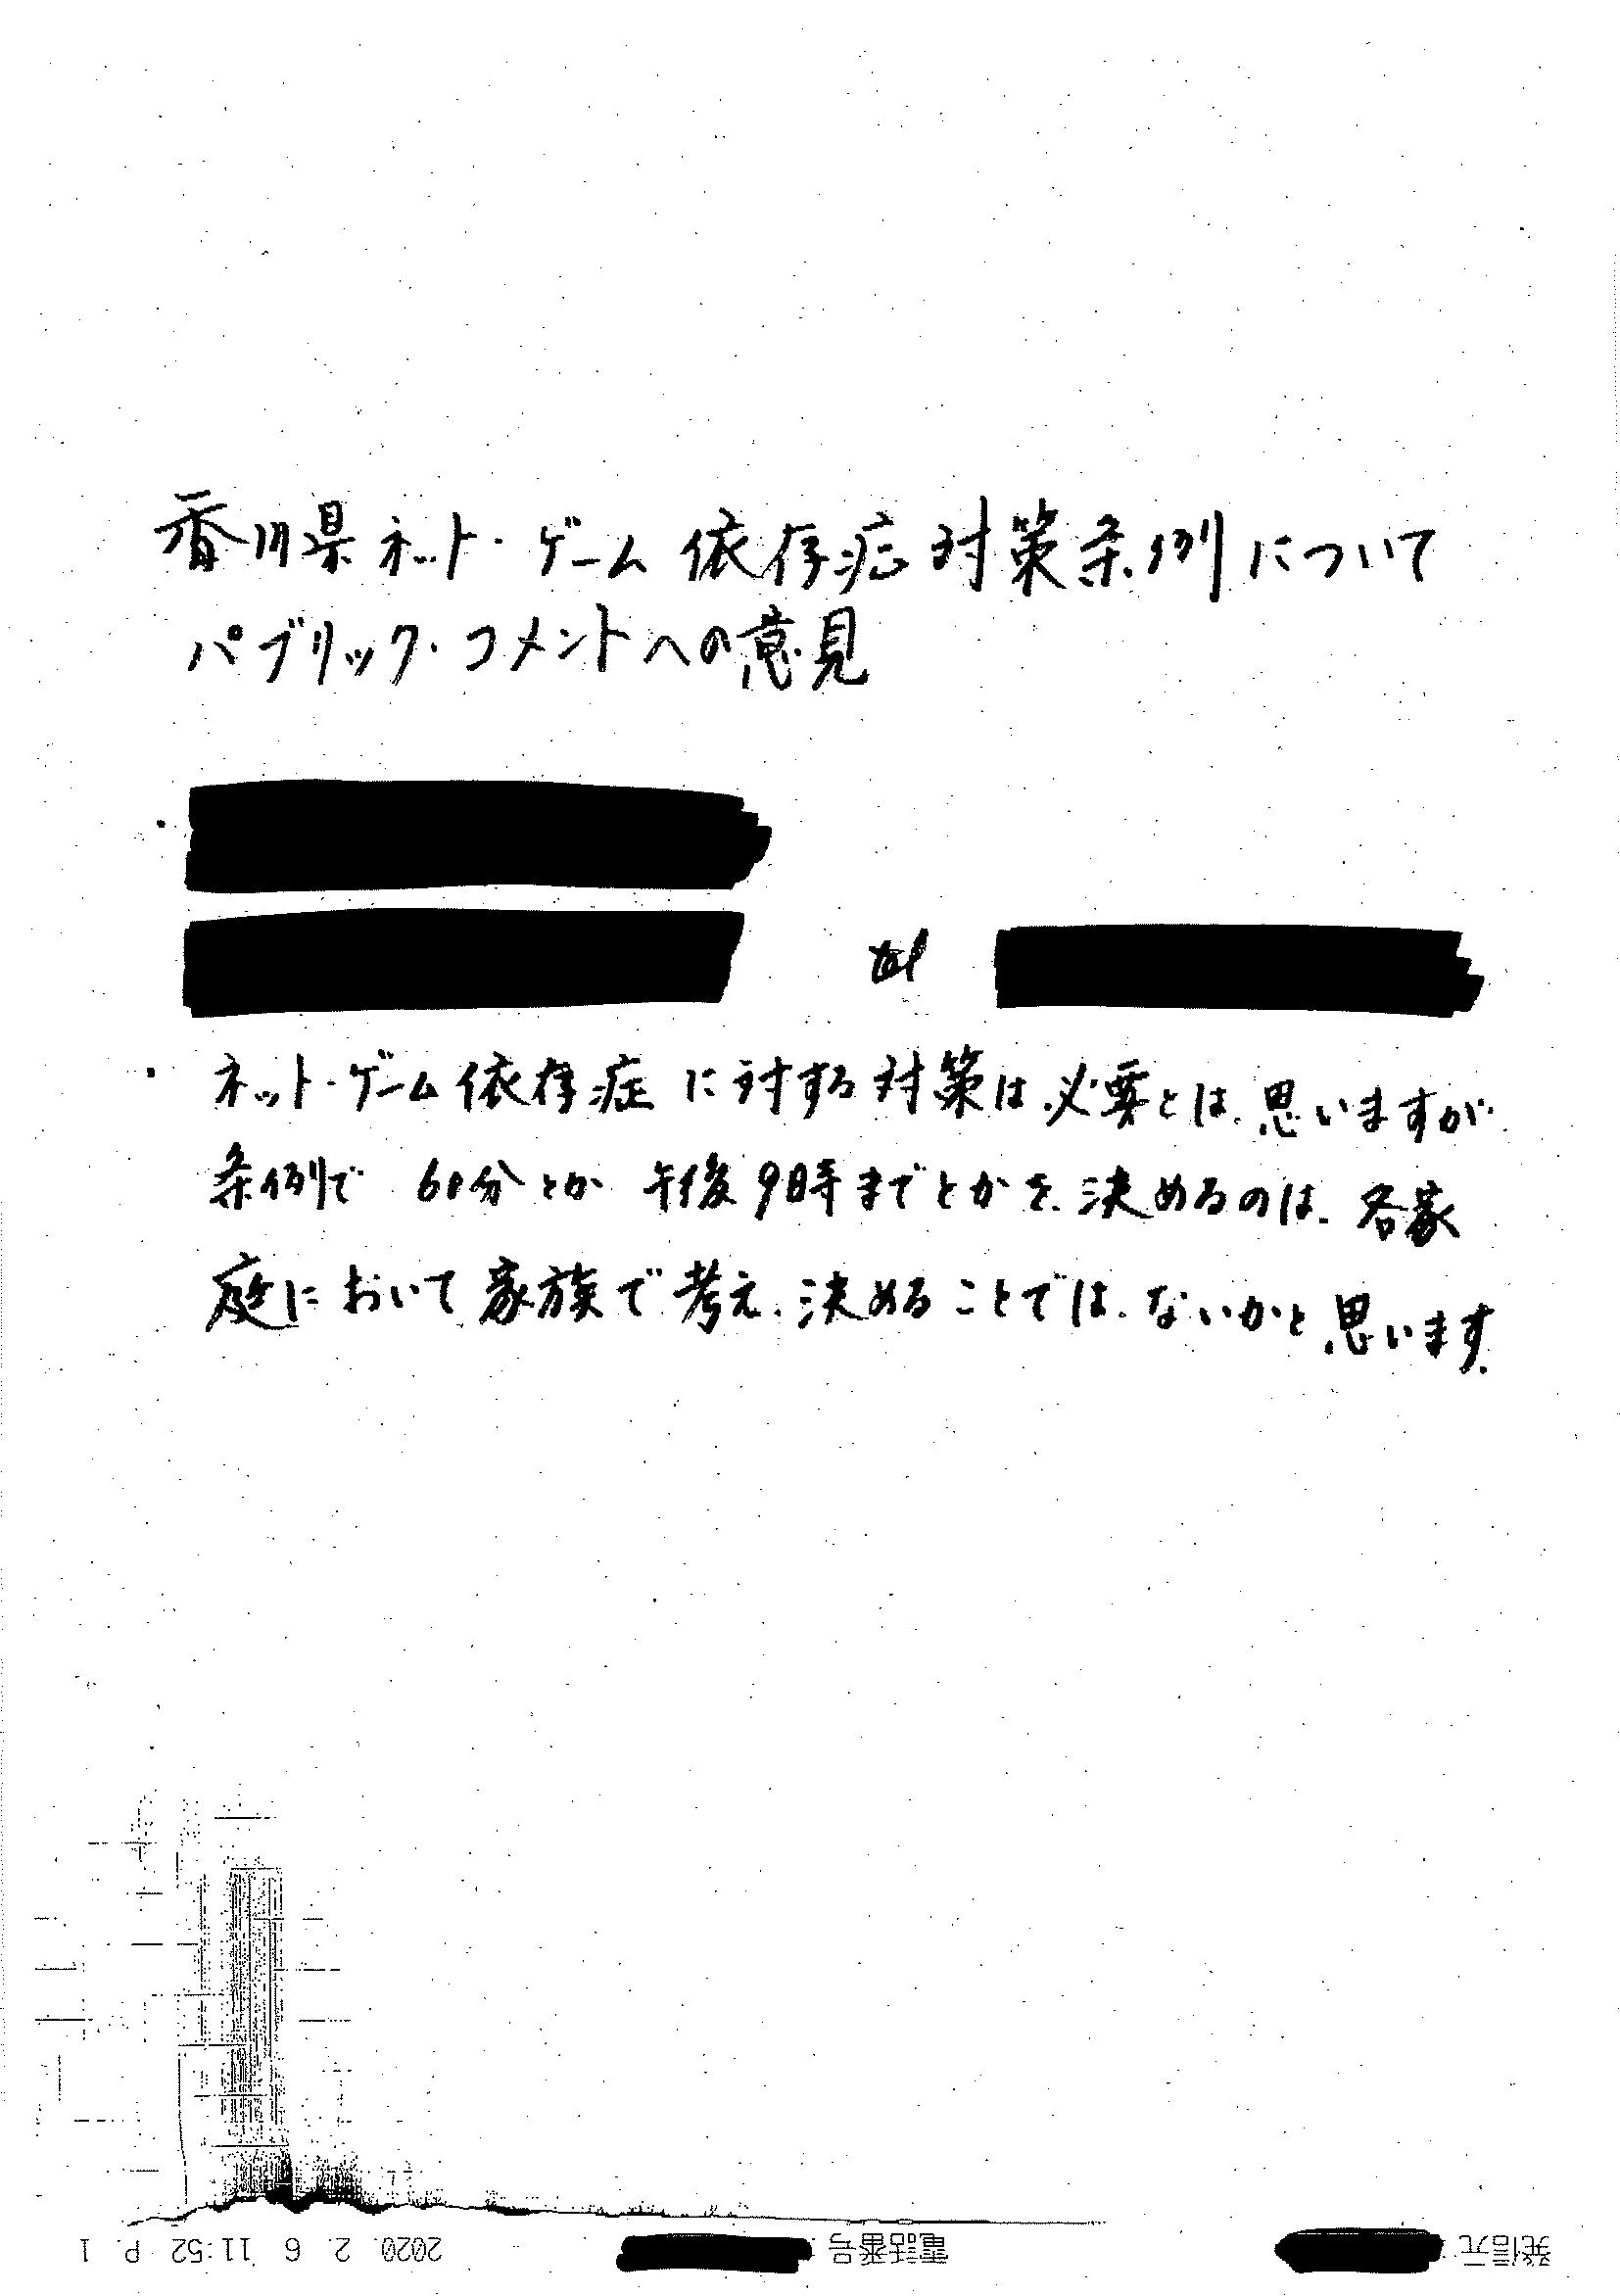 香川県ネット・ゲーム依存症対策条例について
パブリック・コメントへの意見
tel
・ネット・ゲーム依存症に対する対策は必要とは、思いますが
条例で 60分とか 午後9時までとかを、決めるのは、各家
庭において家族で考え、決めることでは、ないかと思います。
発信元: 電話番号: 2020. 2. 6 11:52 P. 1